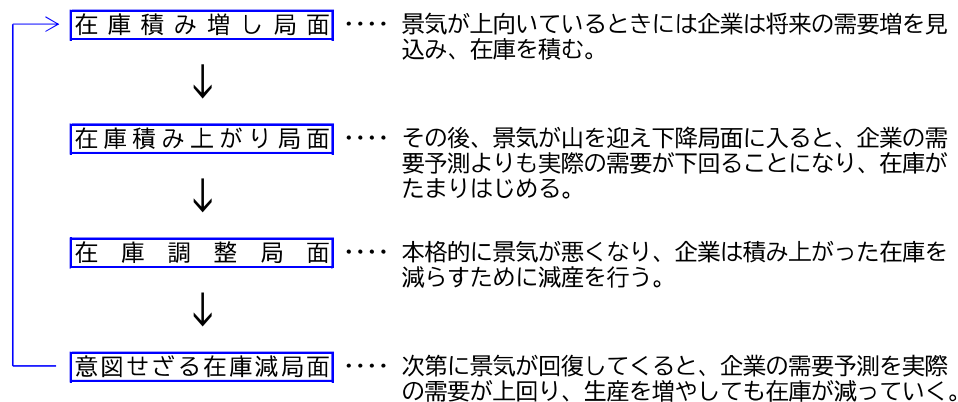 在庫積み増し局面 ････ 景気が上向いているときには企業は将来の需要増を見
込み、在庫を積む。
↓
在庫積み上がり局面 ････ その後、景気が山を迎え下降局面に入ると、企業の需
要予測よりも実際の需要が下回ることになり、在庫が
たまりはじめる。
↓
在庫調整局面 ････ 本格的に景気が悪くなり、企業は積み上がった在庫を
減らすために減産を行う。
↓
意図せざる在庫減局面 ････ 次第に景気が回復してくると、企業の需要予測を実際
の需要が上回り、生産を増やしても在庫が減っていく。